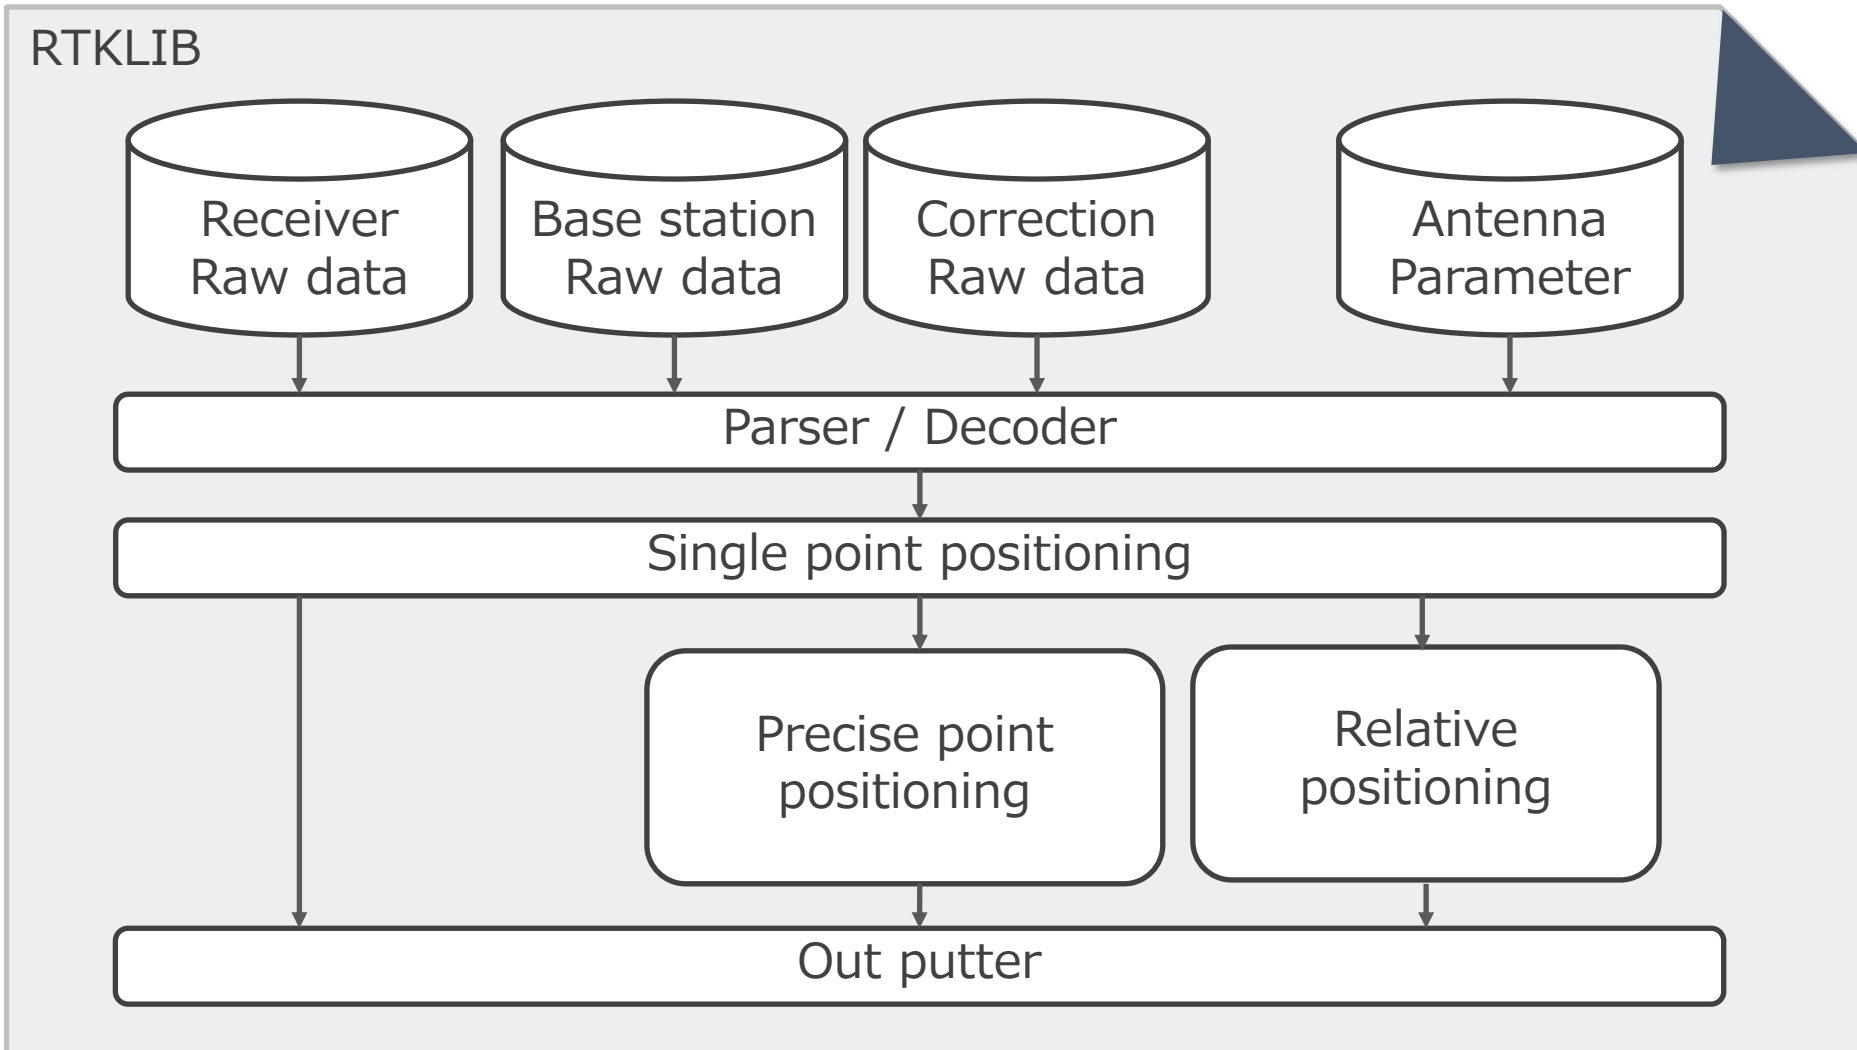 RTKLIB
Receiver
Raw data
Base station
Raw data
Correction
Raw data
Antenna
Parameter
Parser / Decoder
Single point positioning
Precise point
positioning
Relative
positioning
Out putter